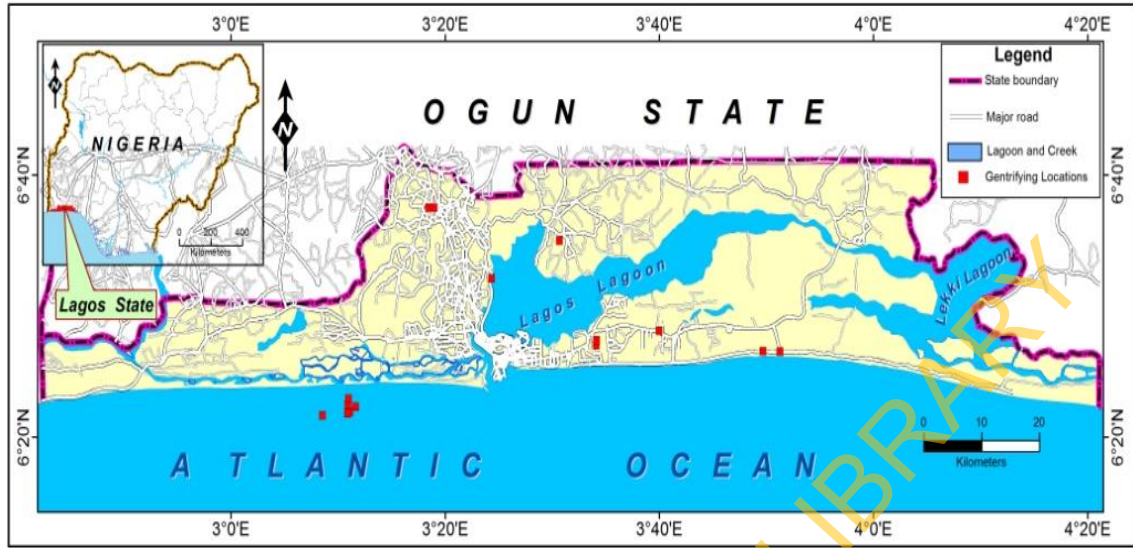 3°0'E 3°20'E 3°40'E 4°0'E 4°20'E
N
NIGERIA
0 200 400
Kilometers
Lagos State
N
OGUN STATE
Legend
State boundary
Major road
Lagoon and Creek
Gentrifying Locations
6°40'N 6°40'N
Lagos Lagoon
Lekki Lagoon
6°20'N 6°20'N
0 10 20
Kilometers
ATLANTIC OCEAN
LIBRARY
3°0'E 3°20'E 3°40'E 4°0'E 4°20'E